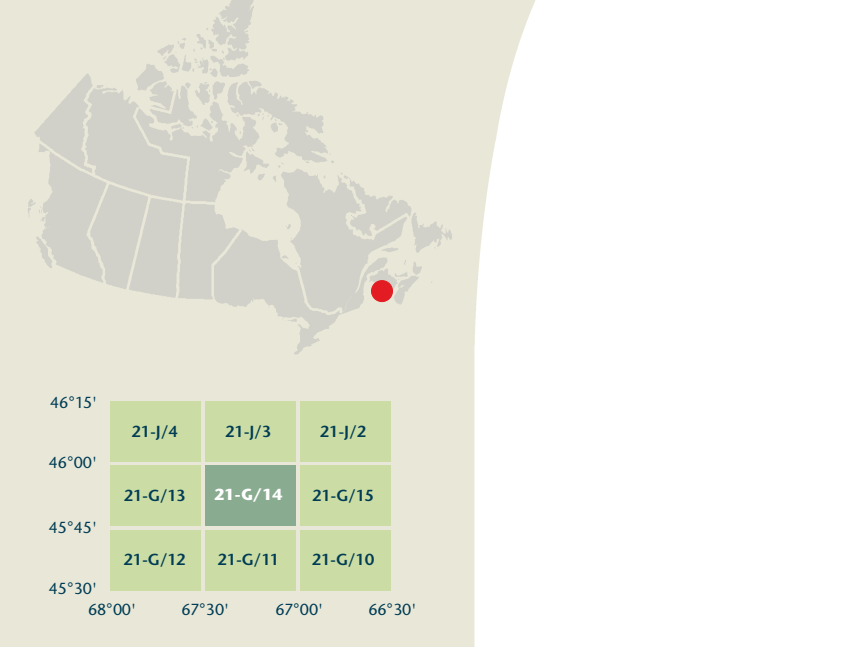 46°15'
21-J/4 21-J/3 21-J/2
46°00'
21-G/13 21-G/14 21-G/15
45°45'
21-G/12 21-G/11 21-G/10
45°30'
68°00' 67°30' 67°00' 66°30'